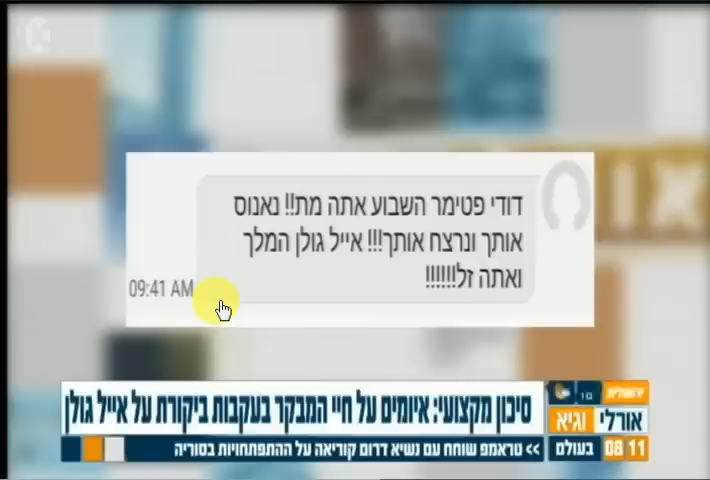 דודי פטימר השבוע אתה מת!! נאנוס
אותך ונרצח אותך!!! אייל גולן המלך
ואתה זל!!!!!!
09:41 AM
סיכון מקצועי: איומים על חיי המבקר בעקבות ביקורת על אייל גולן
>> טראמפ שוחח עם נשיא דרום קוריאה על ההתפתחויות בסוריה
ירושלים
אורלי וגיא
בעולם 08 11